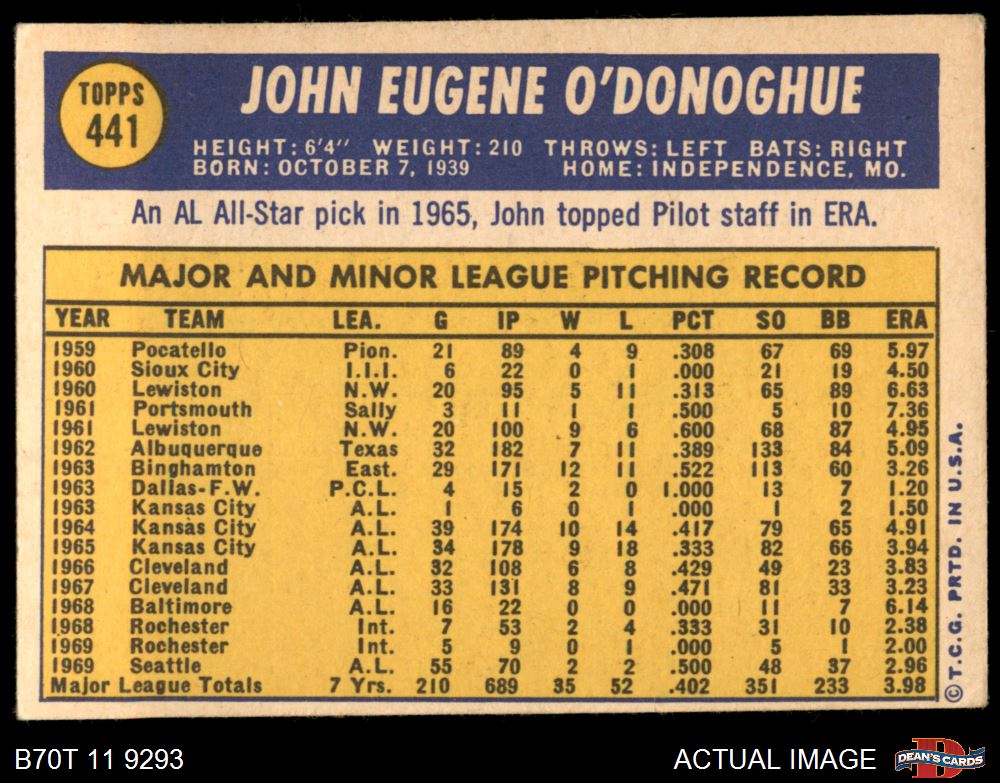 TOPPS
441
JOHN EUGENE O'DONOGHUE
HEIGHT: 6'4" WEIGHT: 210 THROWS: LEFT BATS: RIGHT
BORN: OCTOBER 7, 1939 HOME: INDEPENDENCE, MO.
An AL All-Star pick in 1965, John topped Pilot staff in ERA.
MAJOR AND MINOR LEAGUE PITCHING RECORD
YEAR TEAM LEA. G IP W L PCT SO BB ERA
1959 Pocatello Pion. 21 89 4 9 .308 67 69 5.97
1960 Sioux City I.I.I. 6 22 0 1 .000 21 19 4.50
1960 Lewiston N.W. 20 95 5 11 .313 65 89 6.63
1961 Portsmouth Sally 3 11 1 1 .500 5 10 7.36
1961 Lewiston N.W. 20 100 9 6 .600 68 87 4.95
1962 Albuquerque Texas 32 182 7 11 .389 133 84 5.09
1963 Binghamton East. 29 171 12 11 .522 113 60 3.26
1963 Dallas-F.W. P.C.L. 4 15 2 0 1.000 13 7 1.20
1963 Kansas City A.L. 1 6 0 1 .000 1 2 1.50
1964 Kansas City A.L. 39 174 10 14 .417 79 65 4.91
1965 Kansas City A.L. 34 178 9 18 .333 82 66 3.94
1966 Cleveland A.L. 32 108 6 8 .429 49 23 3.83
1967 Cleveland A.L. 33 131 8 9 .471 81 33 3.23
1968 Baltimore A.L. 16 22 0 0 .000 11 7 6.14
1968 Rochester Int. 7 53 2 4 .333 31 10 2.38
1969 Rochester Int. 5 9 0 1 .000 5 1 2.00
1969 Seattle A.L. 55 70 2 2 .500 48 37 2.96
Major League Totals 7 Yrs. 210 689 35 52 .402 351 233 3.98
© T.C.G. PRTD. IN U.S.A.
B70T 11 9293 ACTUAL IMAGE
D
DEAN'S CARDS